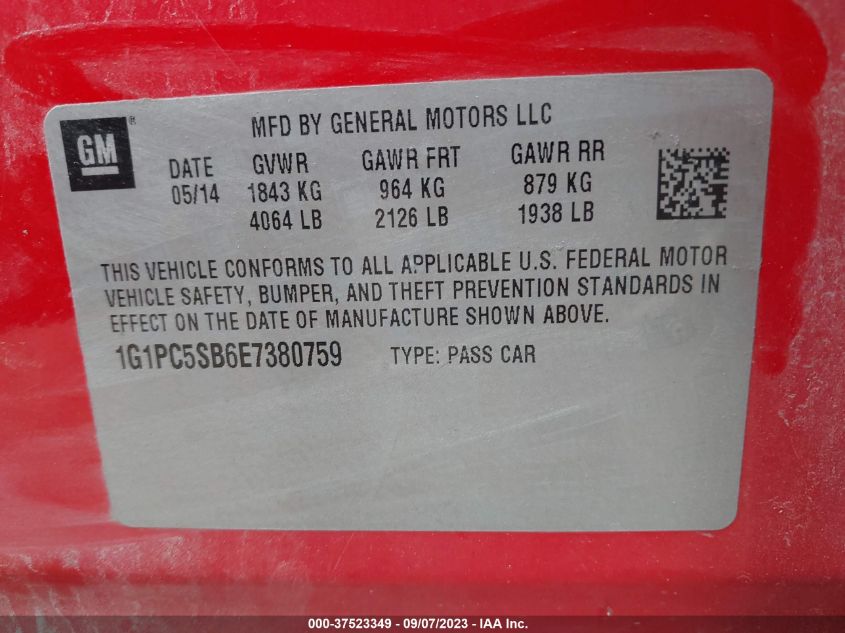 MFD BY GENERAL MOTORS LLC
GM®
DATE GVWR GAWR FRT GAWR RR
05/14 1843 KG 964 KG 879 KG
4064 LB 2126 LB 1938 LB
THIS VEHICLE CONFORMS TO ALL APPLICABLE U.S. FEDERAL MOTOR
VEHICLE SAFETY, BUMPER, AND THEFT PREVENTION STANDARDS IN
EFFECT ON THE DATE OF MANUFACTURE SHOWN ABOVE.
1G1PC5SB6E7380759 TYPE: PASS CAR
000-37523349 - 09/07/2023 - IAA Inc.